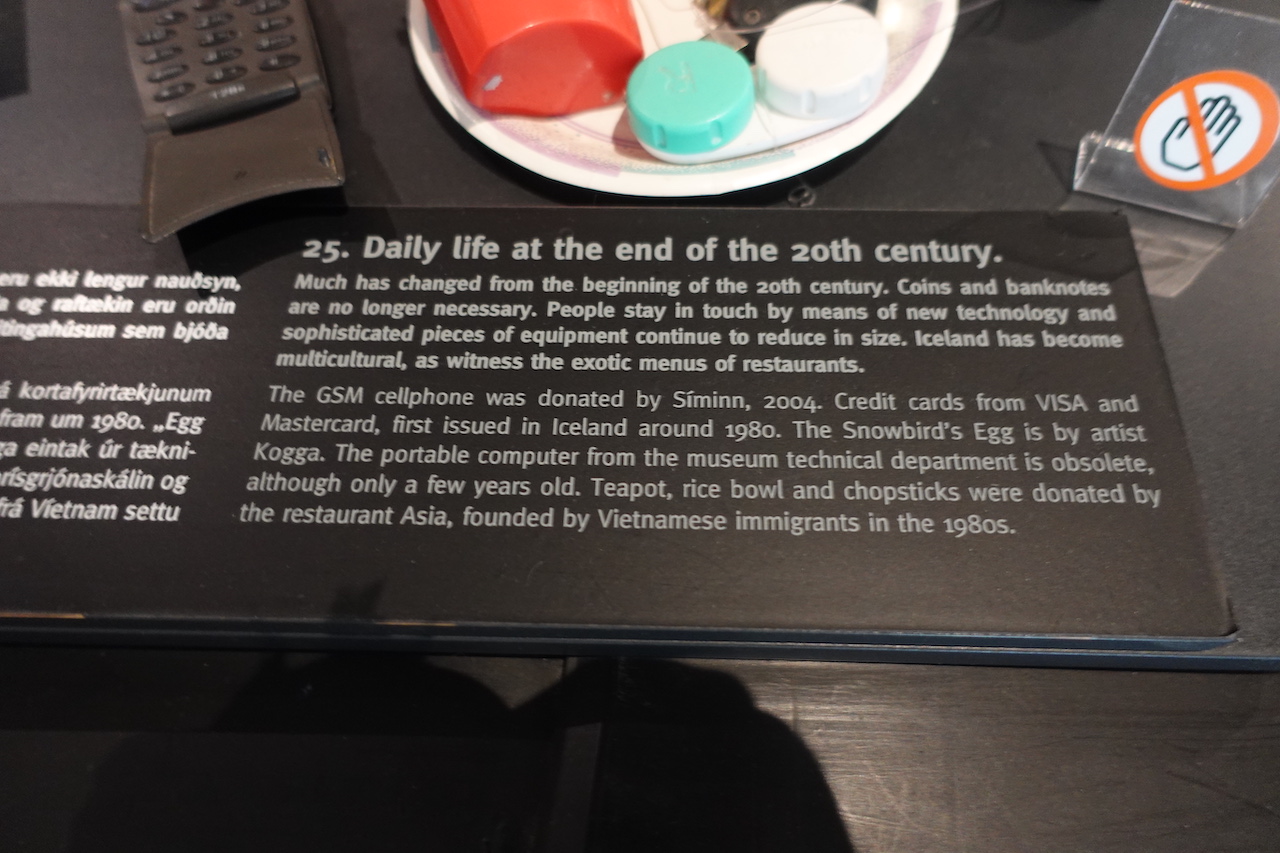 R
eru ekki lengur nauðsyn,
og raftækin eru orðin
sem bjóða
á kortafyrirtækjunum
fram um 1980. „Egg
eintak úr tækni-
og
frá Víetnam settu
25. Daily life at the end of the 20th century.
Much has changed from the beginning of the 20th century. Coins and banknotes
are no longer necessary. People stay in touch by means of new technology and
sophisticated pieces of equipment continue to reduce in size. Iceland has become
multicultural, as witness the exotic menus of restaurants.
The GSM cellphone was donated by Síminn, 2004. Credit cards from VISA and
Mastercard, first issued in Iceland around 1980. The Snowbird's Egg is by artist
Kogga. The portable computer from the museum technical department is obsolete,
although only a few years old. Teapot, rice bowl and chopsticks were donated by
the restaurant Asia, founded by Vietnamese immigrants in the 1980s.